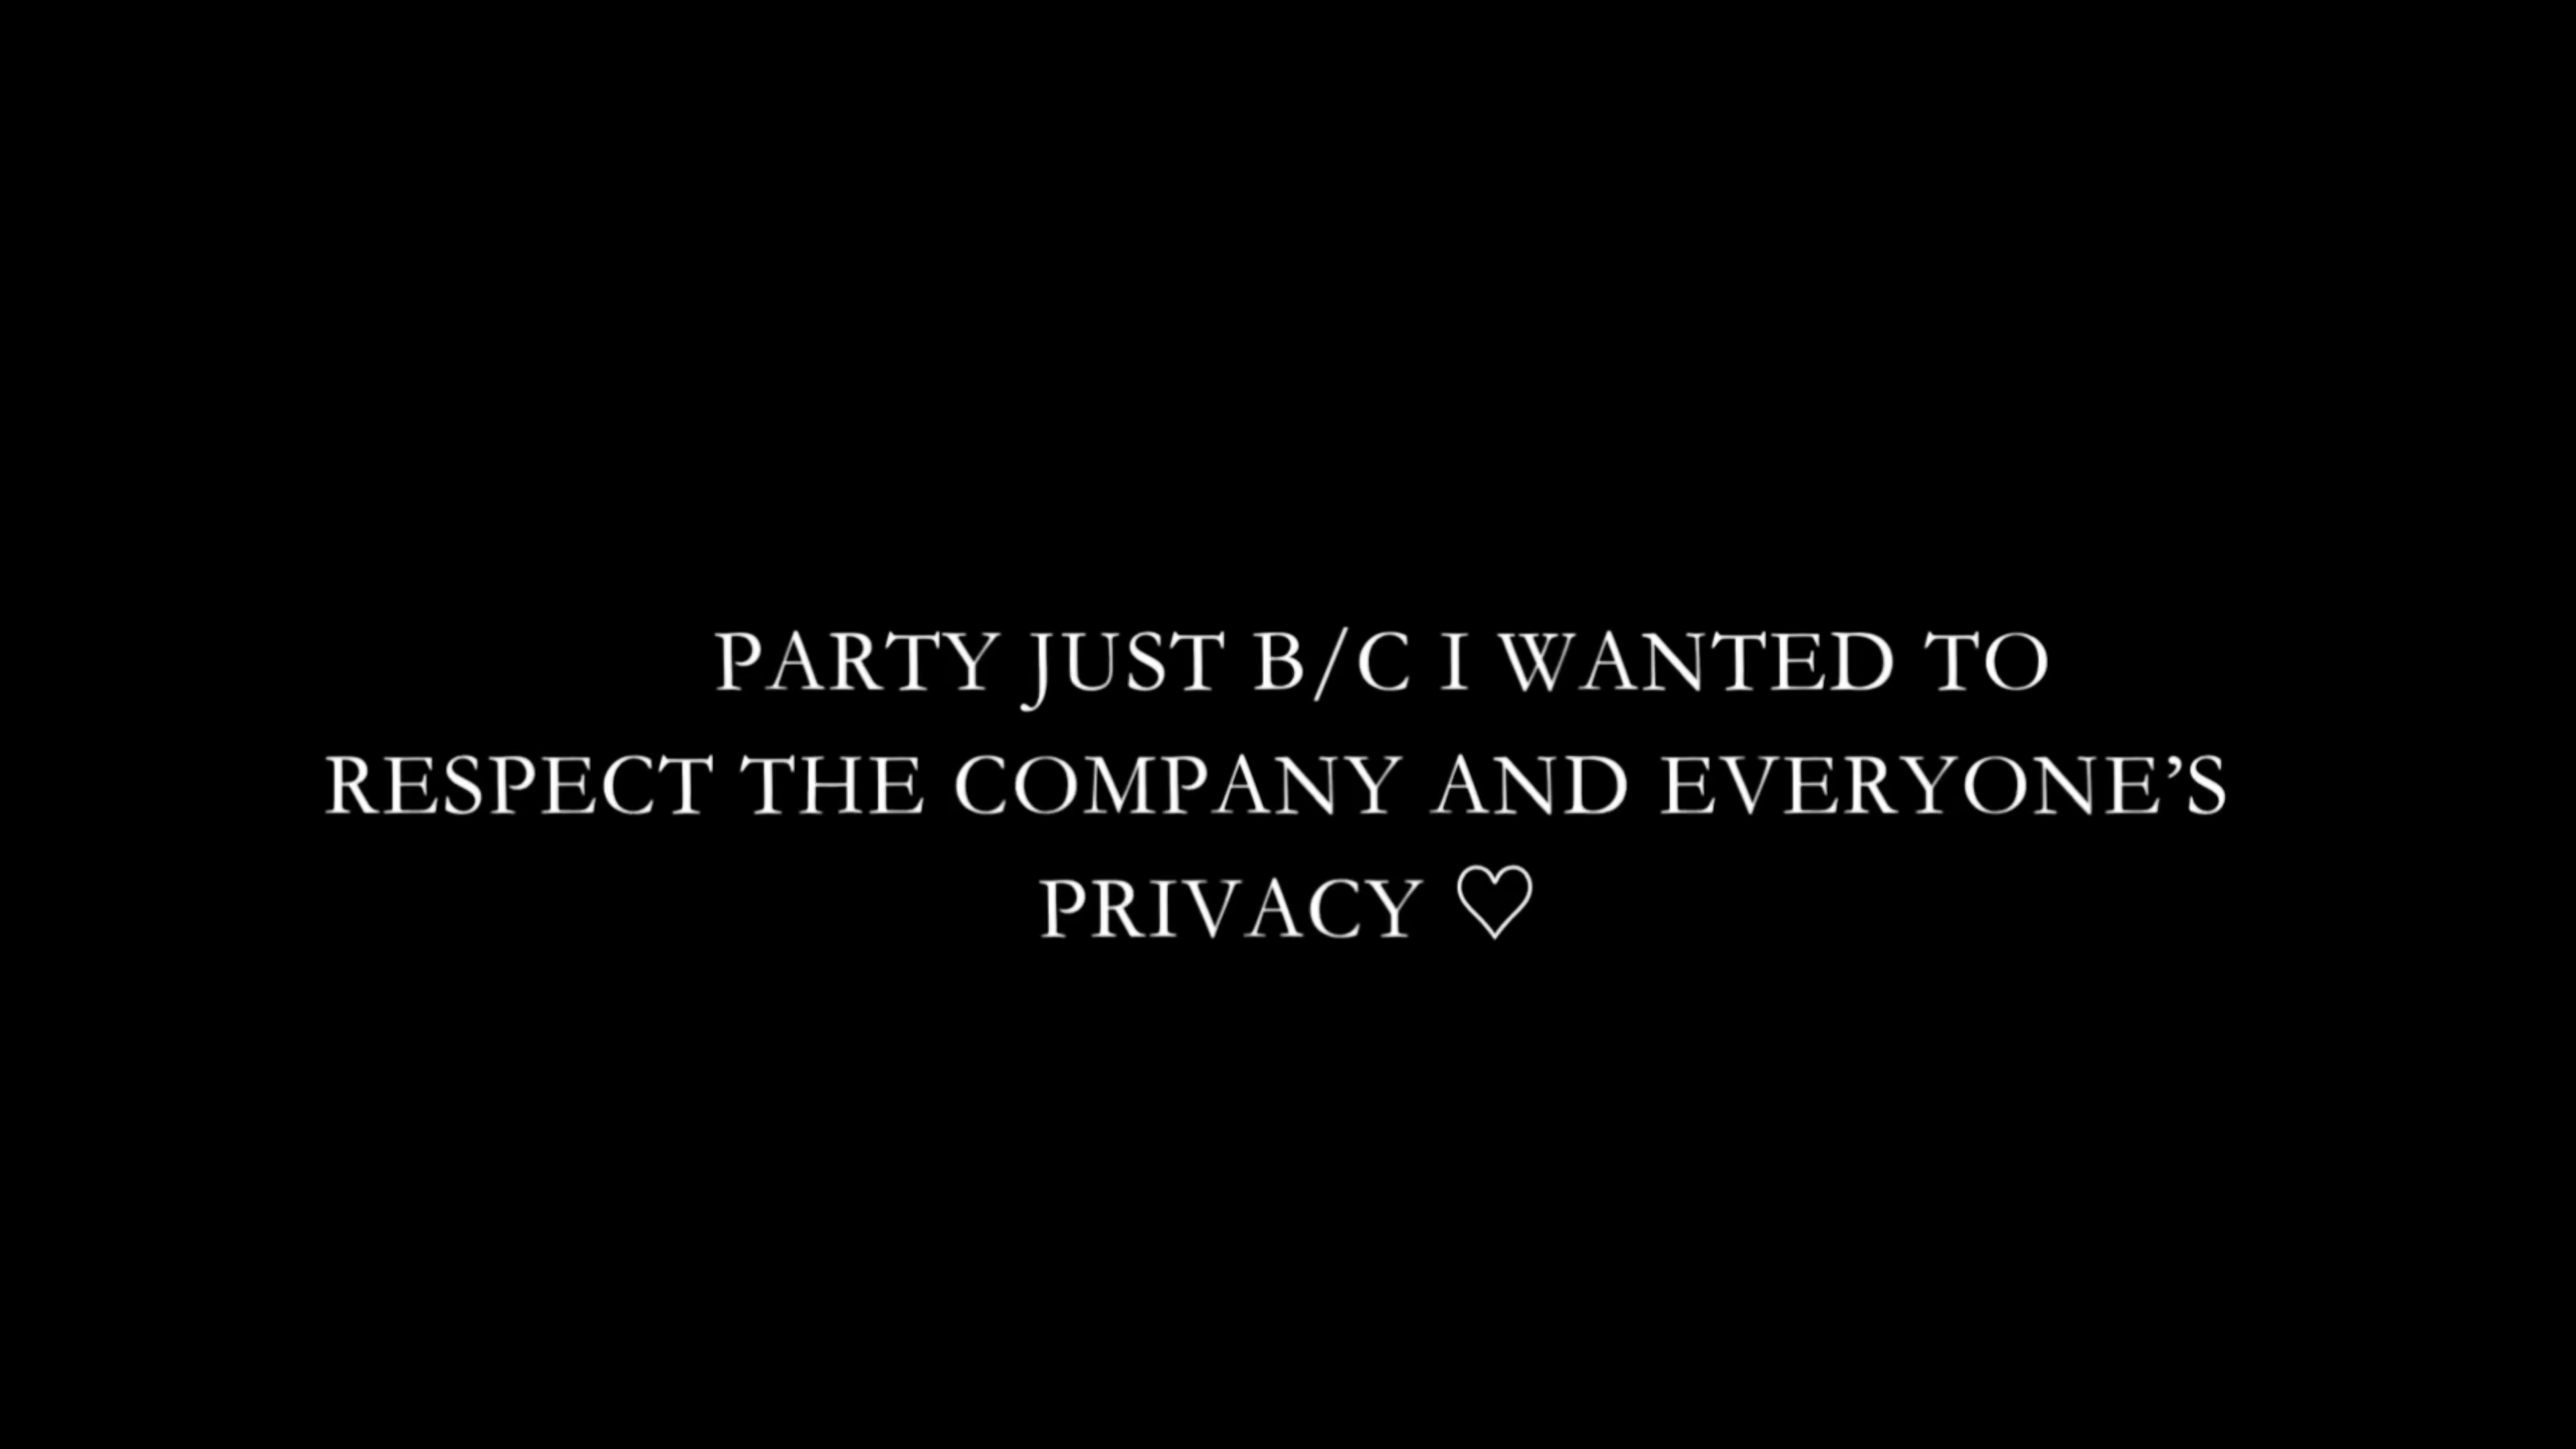 PARTY JUST B/C I WANTED TO
RESPECT THE COMPANY AND EVERYONE’S
PRIVACY ♡